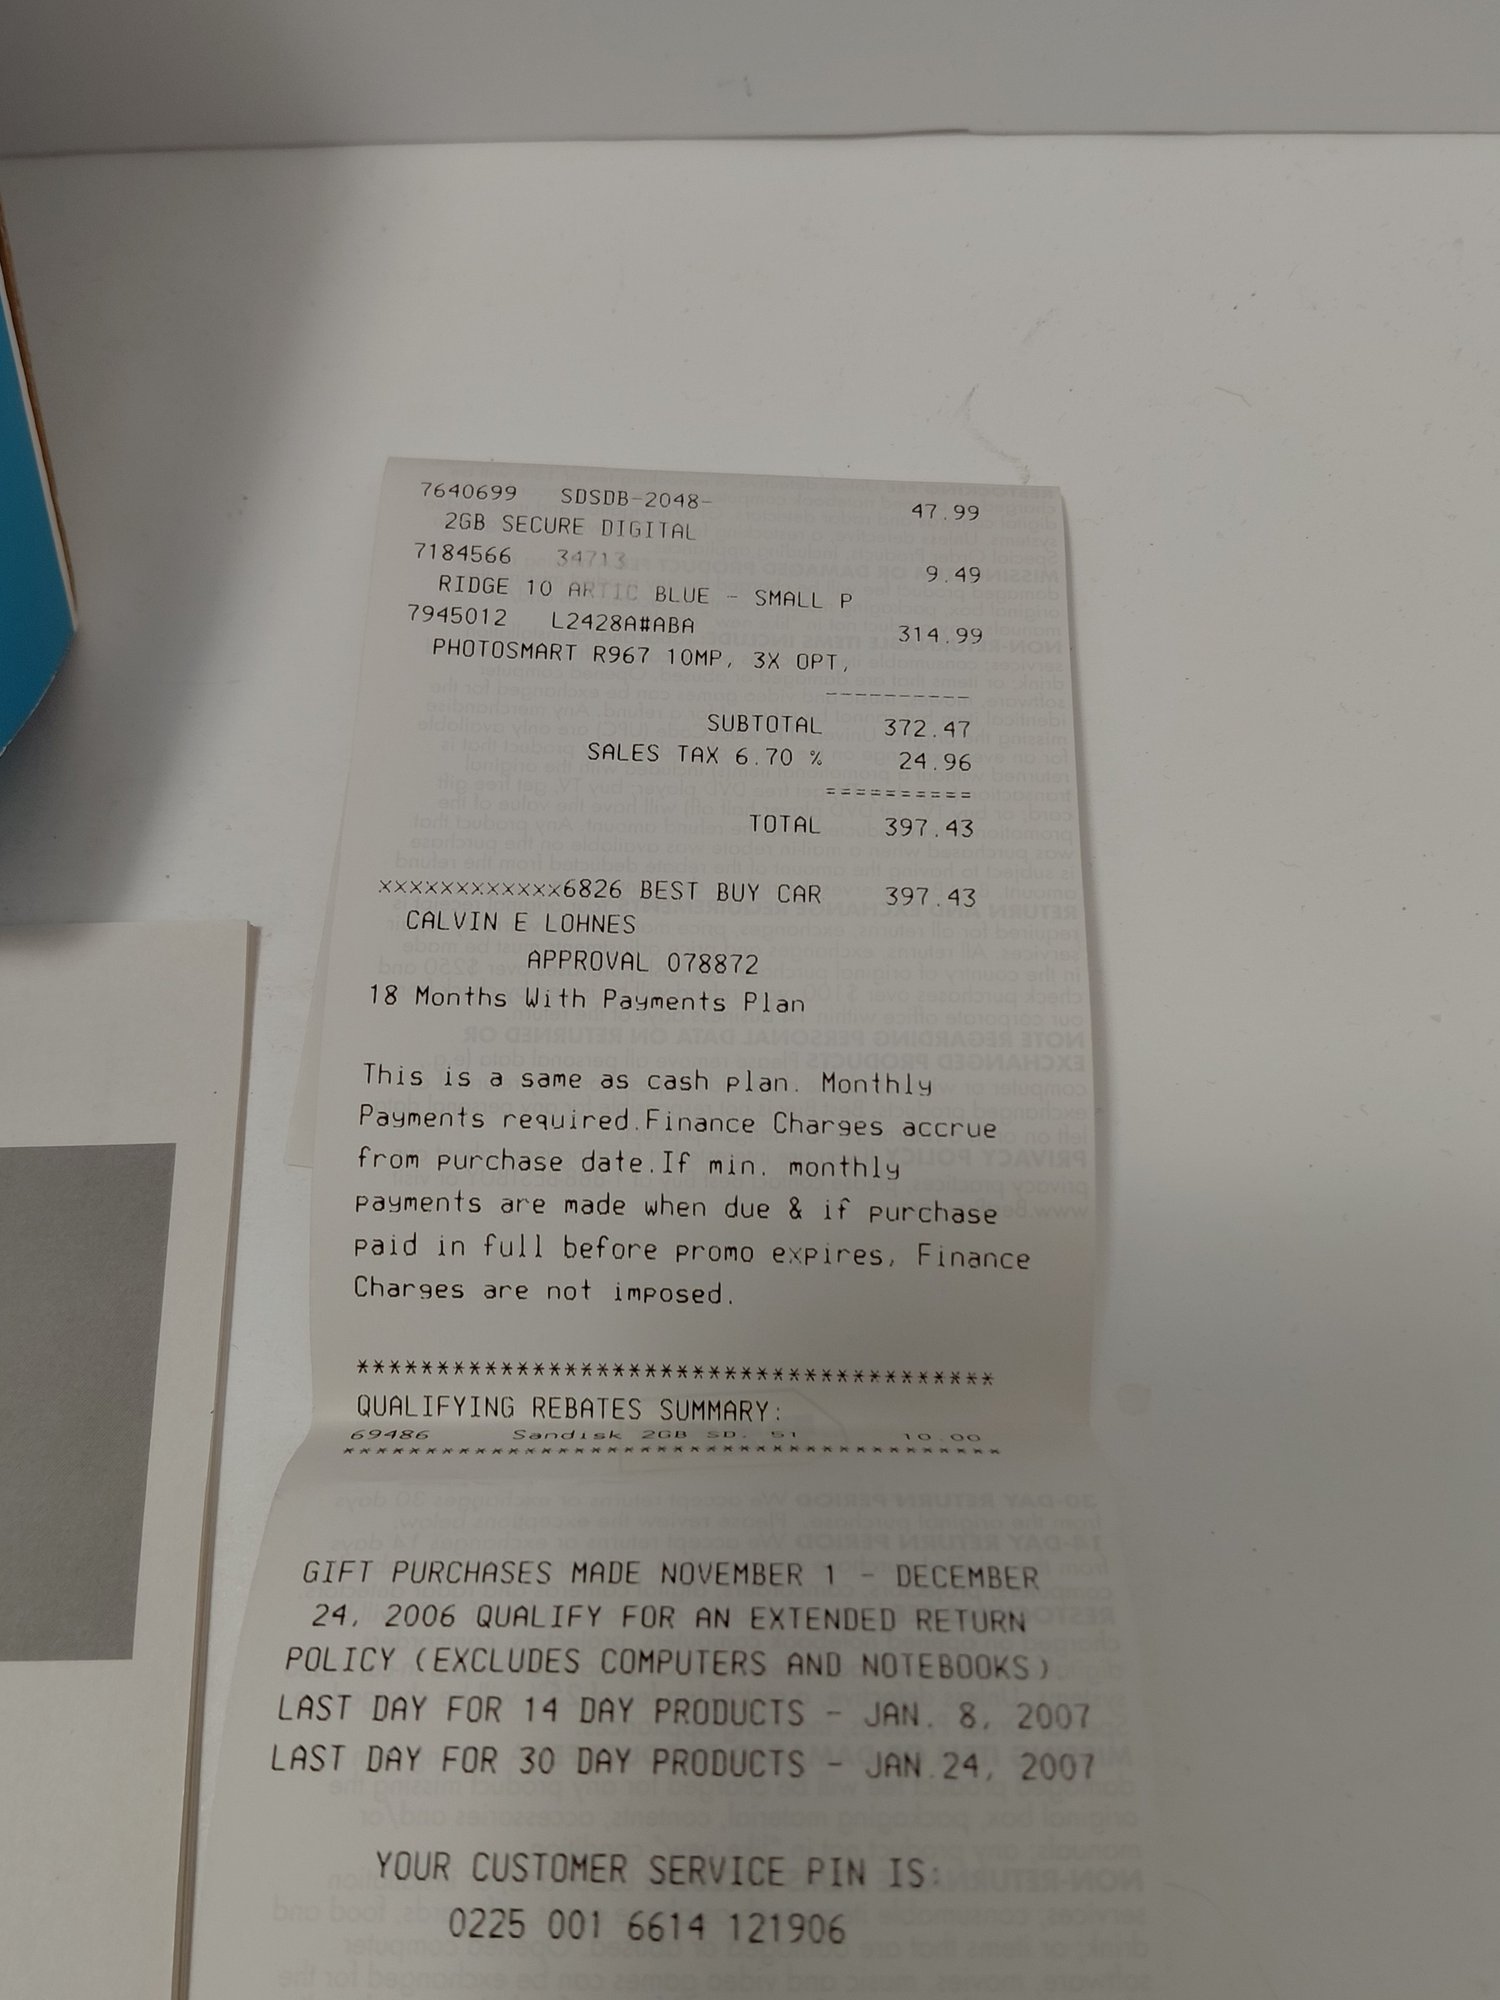 7640699 SDSDB-2048- 47.99
2GB SECURE DIGITAL
7184566 34713 9.49
RIDGE 10 ARTIC BLUE - SMALL P
7945012 L2428A#ABA 314.99
PHOTOSMART R967 10MP, 3X OPT,
----------
SUBTOTAL 372.47
SALES TAX 6.70 % 24.96
==========
TOTAL 397.43
xxxxxxxxxxxx6826 BEST BUY CAR 397.43
CALVIN E LOHNES
APPROVAL 078872
18 Months With Payments Plan
This is a same as cash plan. Monthly
Payments required.Finance Charges accrue
from purchase date.If min. monthly
payments are made when due & if purchase
paid in full before promo expires, Finance
Charges are not imposed.
****************************************
QUALIFYING REBATES SUMMARY:
69486 Sandisk 2GB SD, S1 10.00
****************************************
GIFT PURCHASES MADE NOVEMBER 1 - DECEMBER
24, 2006 QUALIFY FOR AN EXTENDED RETURN
POLICY (EXCLUDES COMPUTERS AND NOTEBOOKS)
LAST DAY FOR 14 DAY PRODUCTS - JAN. 8, 2007
LAST DAY FOR 30 DAY PRODUCTS - JAN.24, 2007
YOUR CUSTOMER SERVICE PIN IS:
0225 001 6614 121906